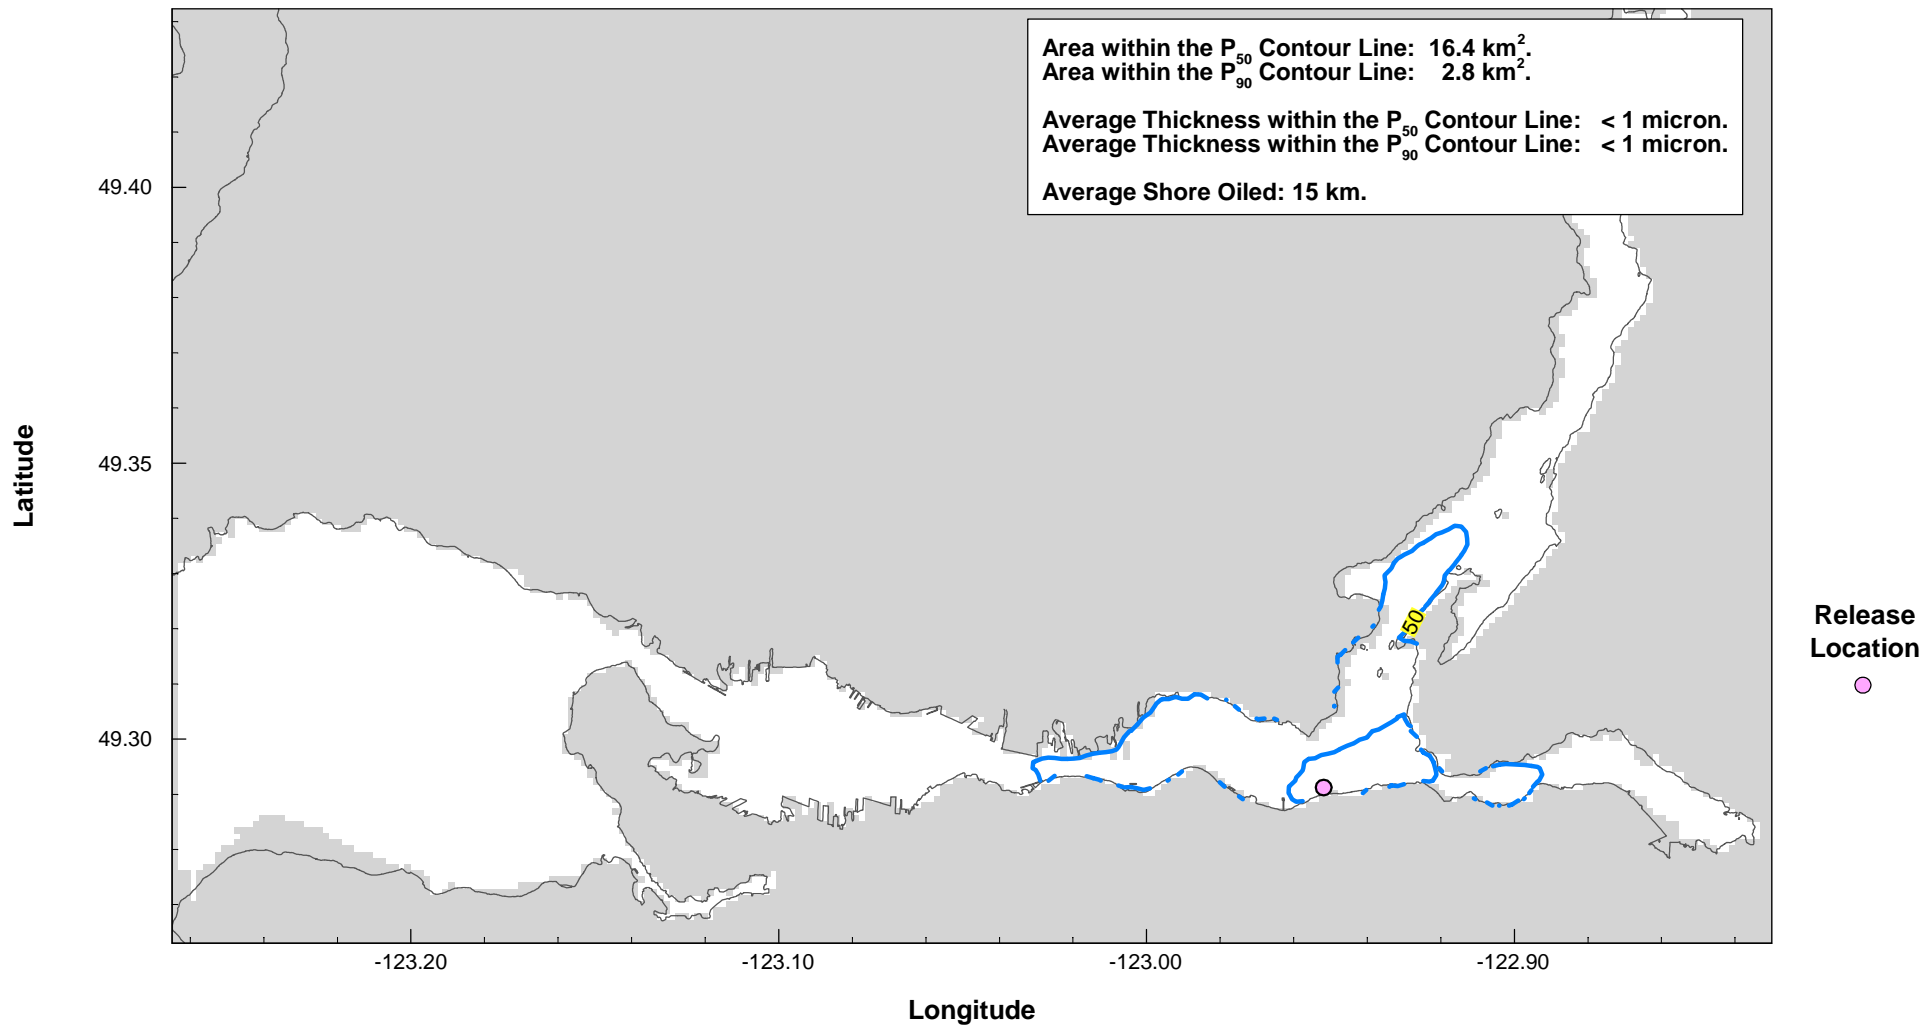 Area within the P50 Contour Line: 16.4 km2.
Area within the P90 Contour Line: 2.8 km2.
Average Thickness within the P50 Contour Line: < 1 micron.
Average Thickness within the P90 Contour Line: < 1 micron.
Average Shore Oiled: 15 km.
49.40
49.35
49.30
Latitude
50
Release
Location
-123.20
-123.10
-123.00
-122.90
Longitude